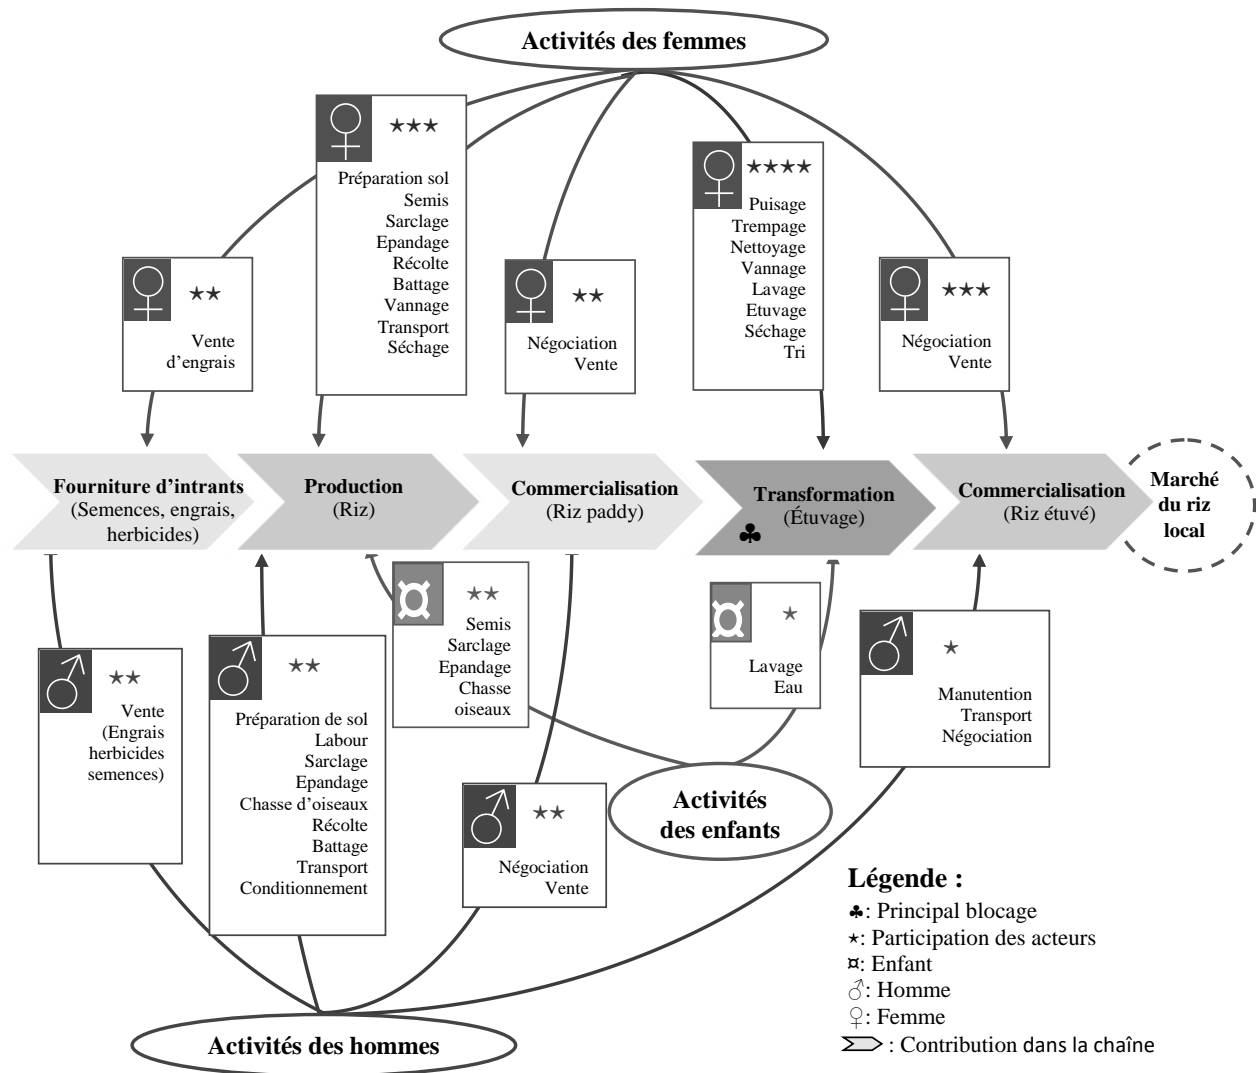 Activités des femmes
★★★
Préparation sol
Semis
Sarclage
Epandage
Récolte
Battage
Vannage
Transport
Séchage
★★★★
Puisage
Trempage
Nettoyage
Vannage
Lavage
Etuvage
Séchage
Tri
★★
Vente
d'engrais
★★
Négociation
Vente
★★★
Négociation
Vente
Fourniture d'intrants
(Semences, engrais,
herbicides)
Production
(Riz)
Commercialisation
(Riz paddy)
Transformation
(Étuvage)
♣
Commercialisation
(Riz étuvé)
Marché
du riz
local
★★
Semis
Sarclage
Epandage
Chasse
oiseaux
★
Lavage
Eau
★★
Vente
(Engrais
herbicides
semences)
★★
Préparation de sol
Labour
Sarclage
Epandage
Chasse d'oiseaux
Récolte
Battage
Transport
Conditionnement
★★
Négociation
Vente
★
Manutention
Transport
Négociation
Activités
des enfants
Activités des hommes
Légende :
♣: Principal blocage
★: Participation des acteurs
¤: Enfant
♂: Homme
♀: Femme
: Contribution dans la chaîne